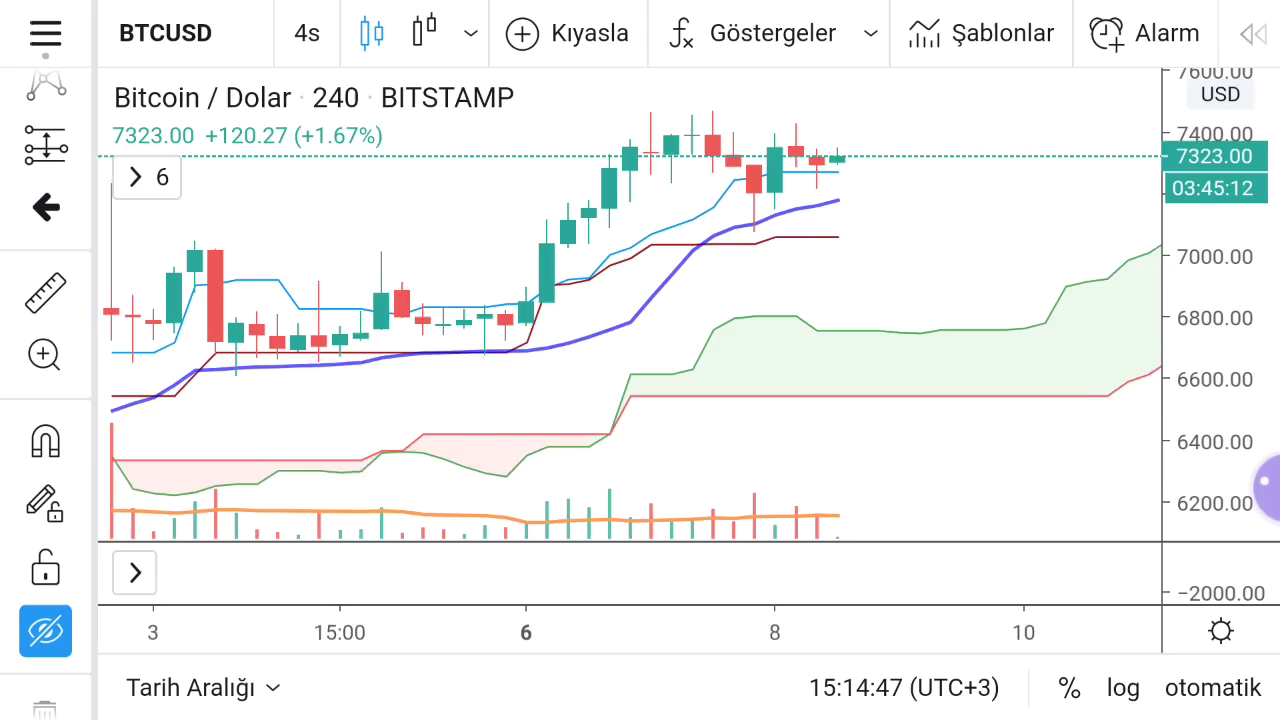 BTCUSD 4s Kıyasla Göstergeler Şablonlar Alarm
Bitcoin / Dolar · 240 · BITSTAMP
7323.00 +120.27 (+1.67%)
6
7600.00
USD
7400.00
7323.00
03:45:12
7000.00
6800.00
6600.00
6400.00
6200.00
−2000.00
3 15:00 6 8 10
Tarih Aralığı 15:14:47 (UTC+3) % log otomatik